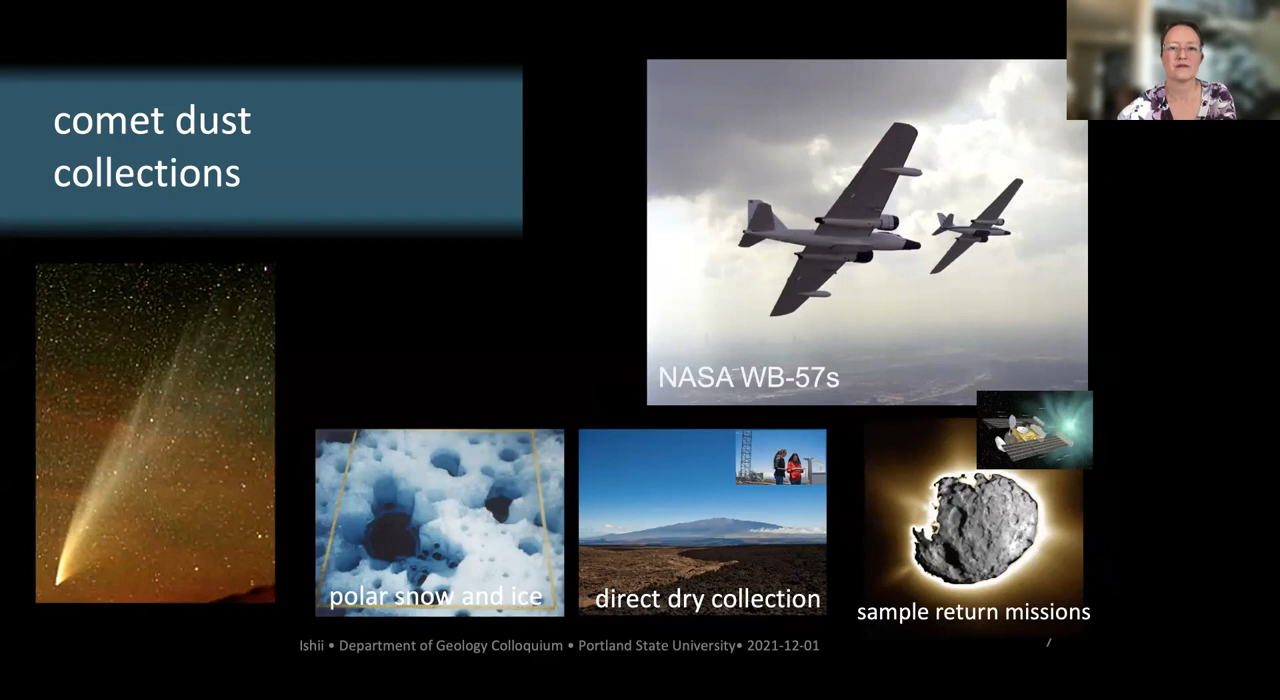 comet dust
collections
NASA WB-57s
polar snow and ice
direct dry collection
sample return missions
Ishii • Department of Geology Colloquium • Portland State University• 2021-12-01